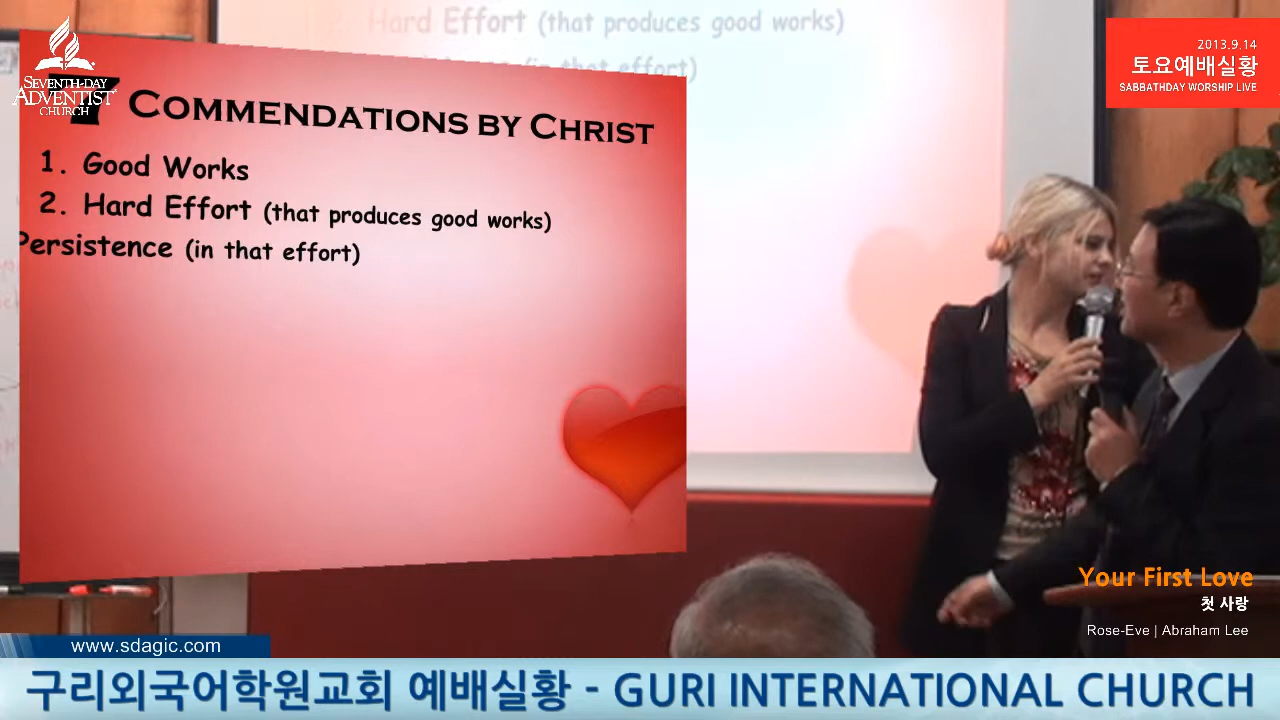 Hard Effort (that produces good works)
(in that effort)
SEVENTH-DAY
ADVENTIST
CHURCH
7 COMMENDATIONS BY CHRIST
1. Good Works
2. Hard Effort (that produces good works)
Persistence (in that effort)
2013.9.14
토요예배실황
SABBATHDAY WORSHIP LIVE
Your First Love
첫 사랑
Rose-Eve | Abraham Lee
www.sdagic.com
구리외국어학원교회 예배실황 - GURI INTERNATIONAL CHURCH